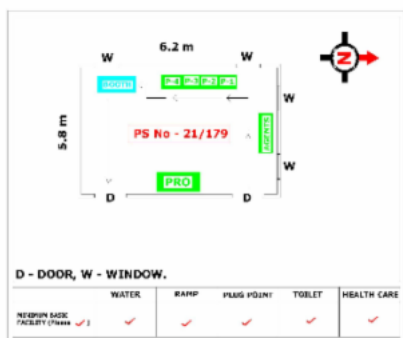 6.2 m
W W
N
BOOTH P-4 P-3 P-2 P-1
W
5.8 m
PS No - 21/179
AGENTS
W
PRO
D D
D - DOOR, W - WINDOW.
WATER RAMP PLUG POINT TOILET HEALTH CARE
MINIMUM BASIC
FACILITY (Please ✓)